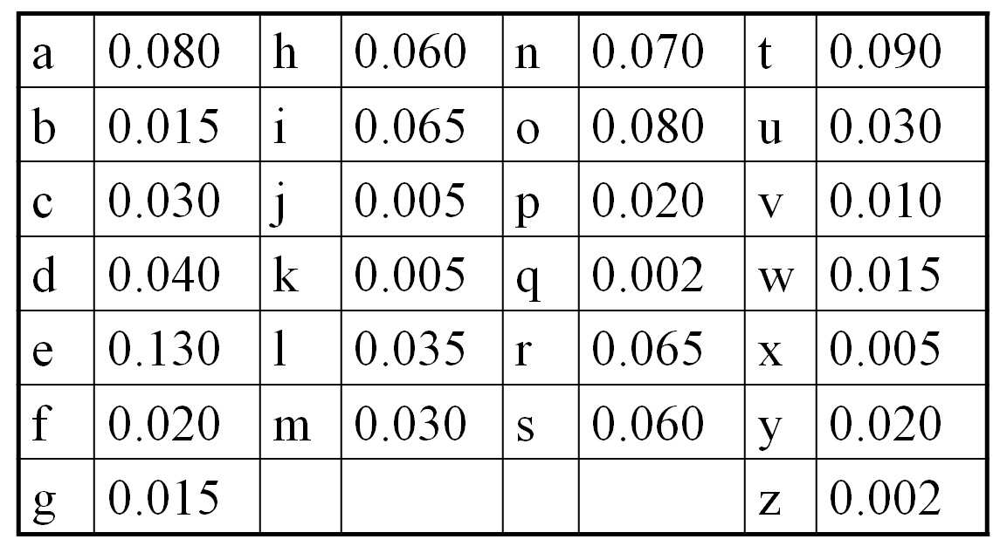 a 0.080 h 0.060 n 0.070 t 0.090
b 0.015 i 0.065 o 0.080 u 0.030
c 0.030 j 0.005 p 0.020 v 0.010
d 0.040 k 0.005 q 0.002 w 0.015
e 0.130 l 0.035 r 0.065 x 0.005
f 0.020 m 0.030 s 0.060 y 0.020
g 0.015 z 0.002